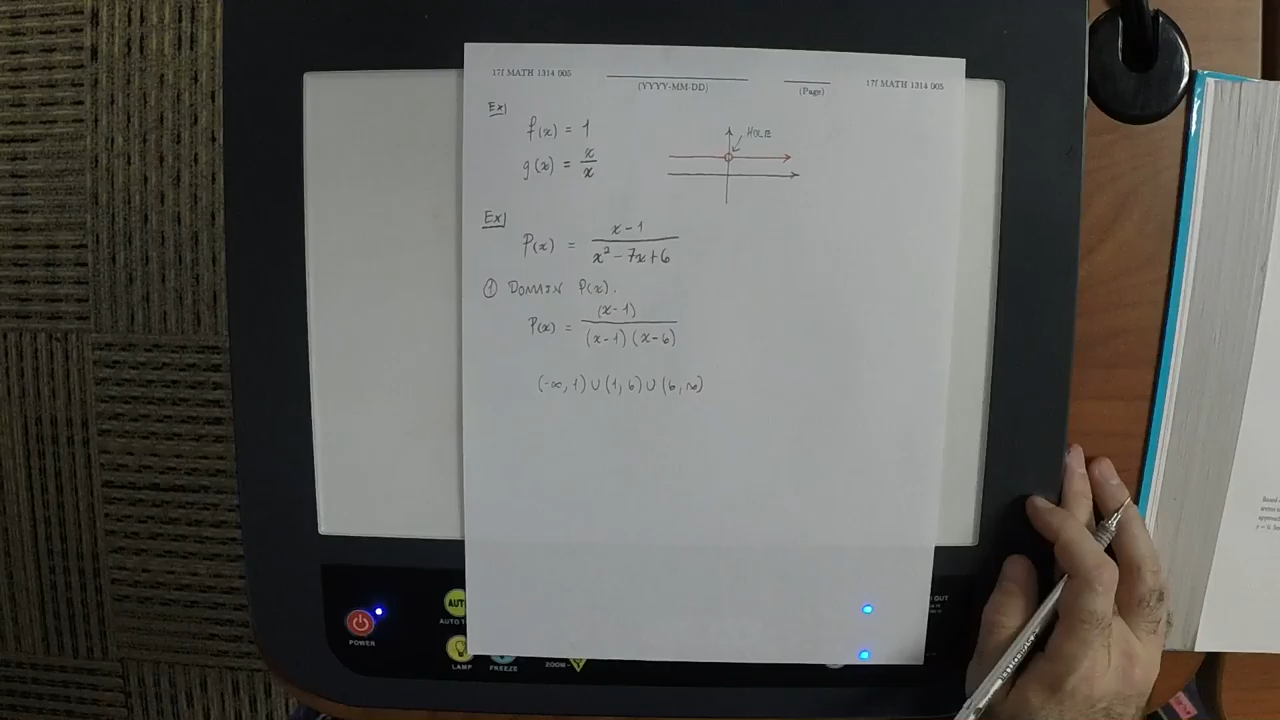 17f MATH 1314 005 (YYYY-MM-DD) (Page) 17f MATH 1314 005
Ex)
f(x) = 1
g(x) = x/x
HOLE
Ex)
P(x) = (x-1)/(x² - 7x + 6)
① DOMAIN P(x).
P(x) = (x-1)/((x-1)(x-6))
(-∞, 1) ∪ (1, 6) ∪ (6, ∞)
POWER
LAMP
FREEZE
ZOOM